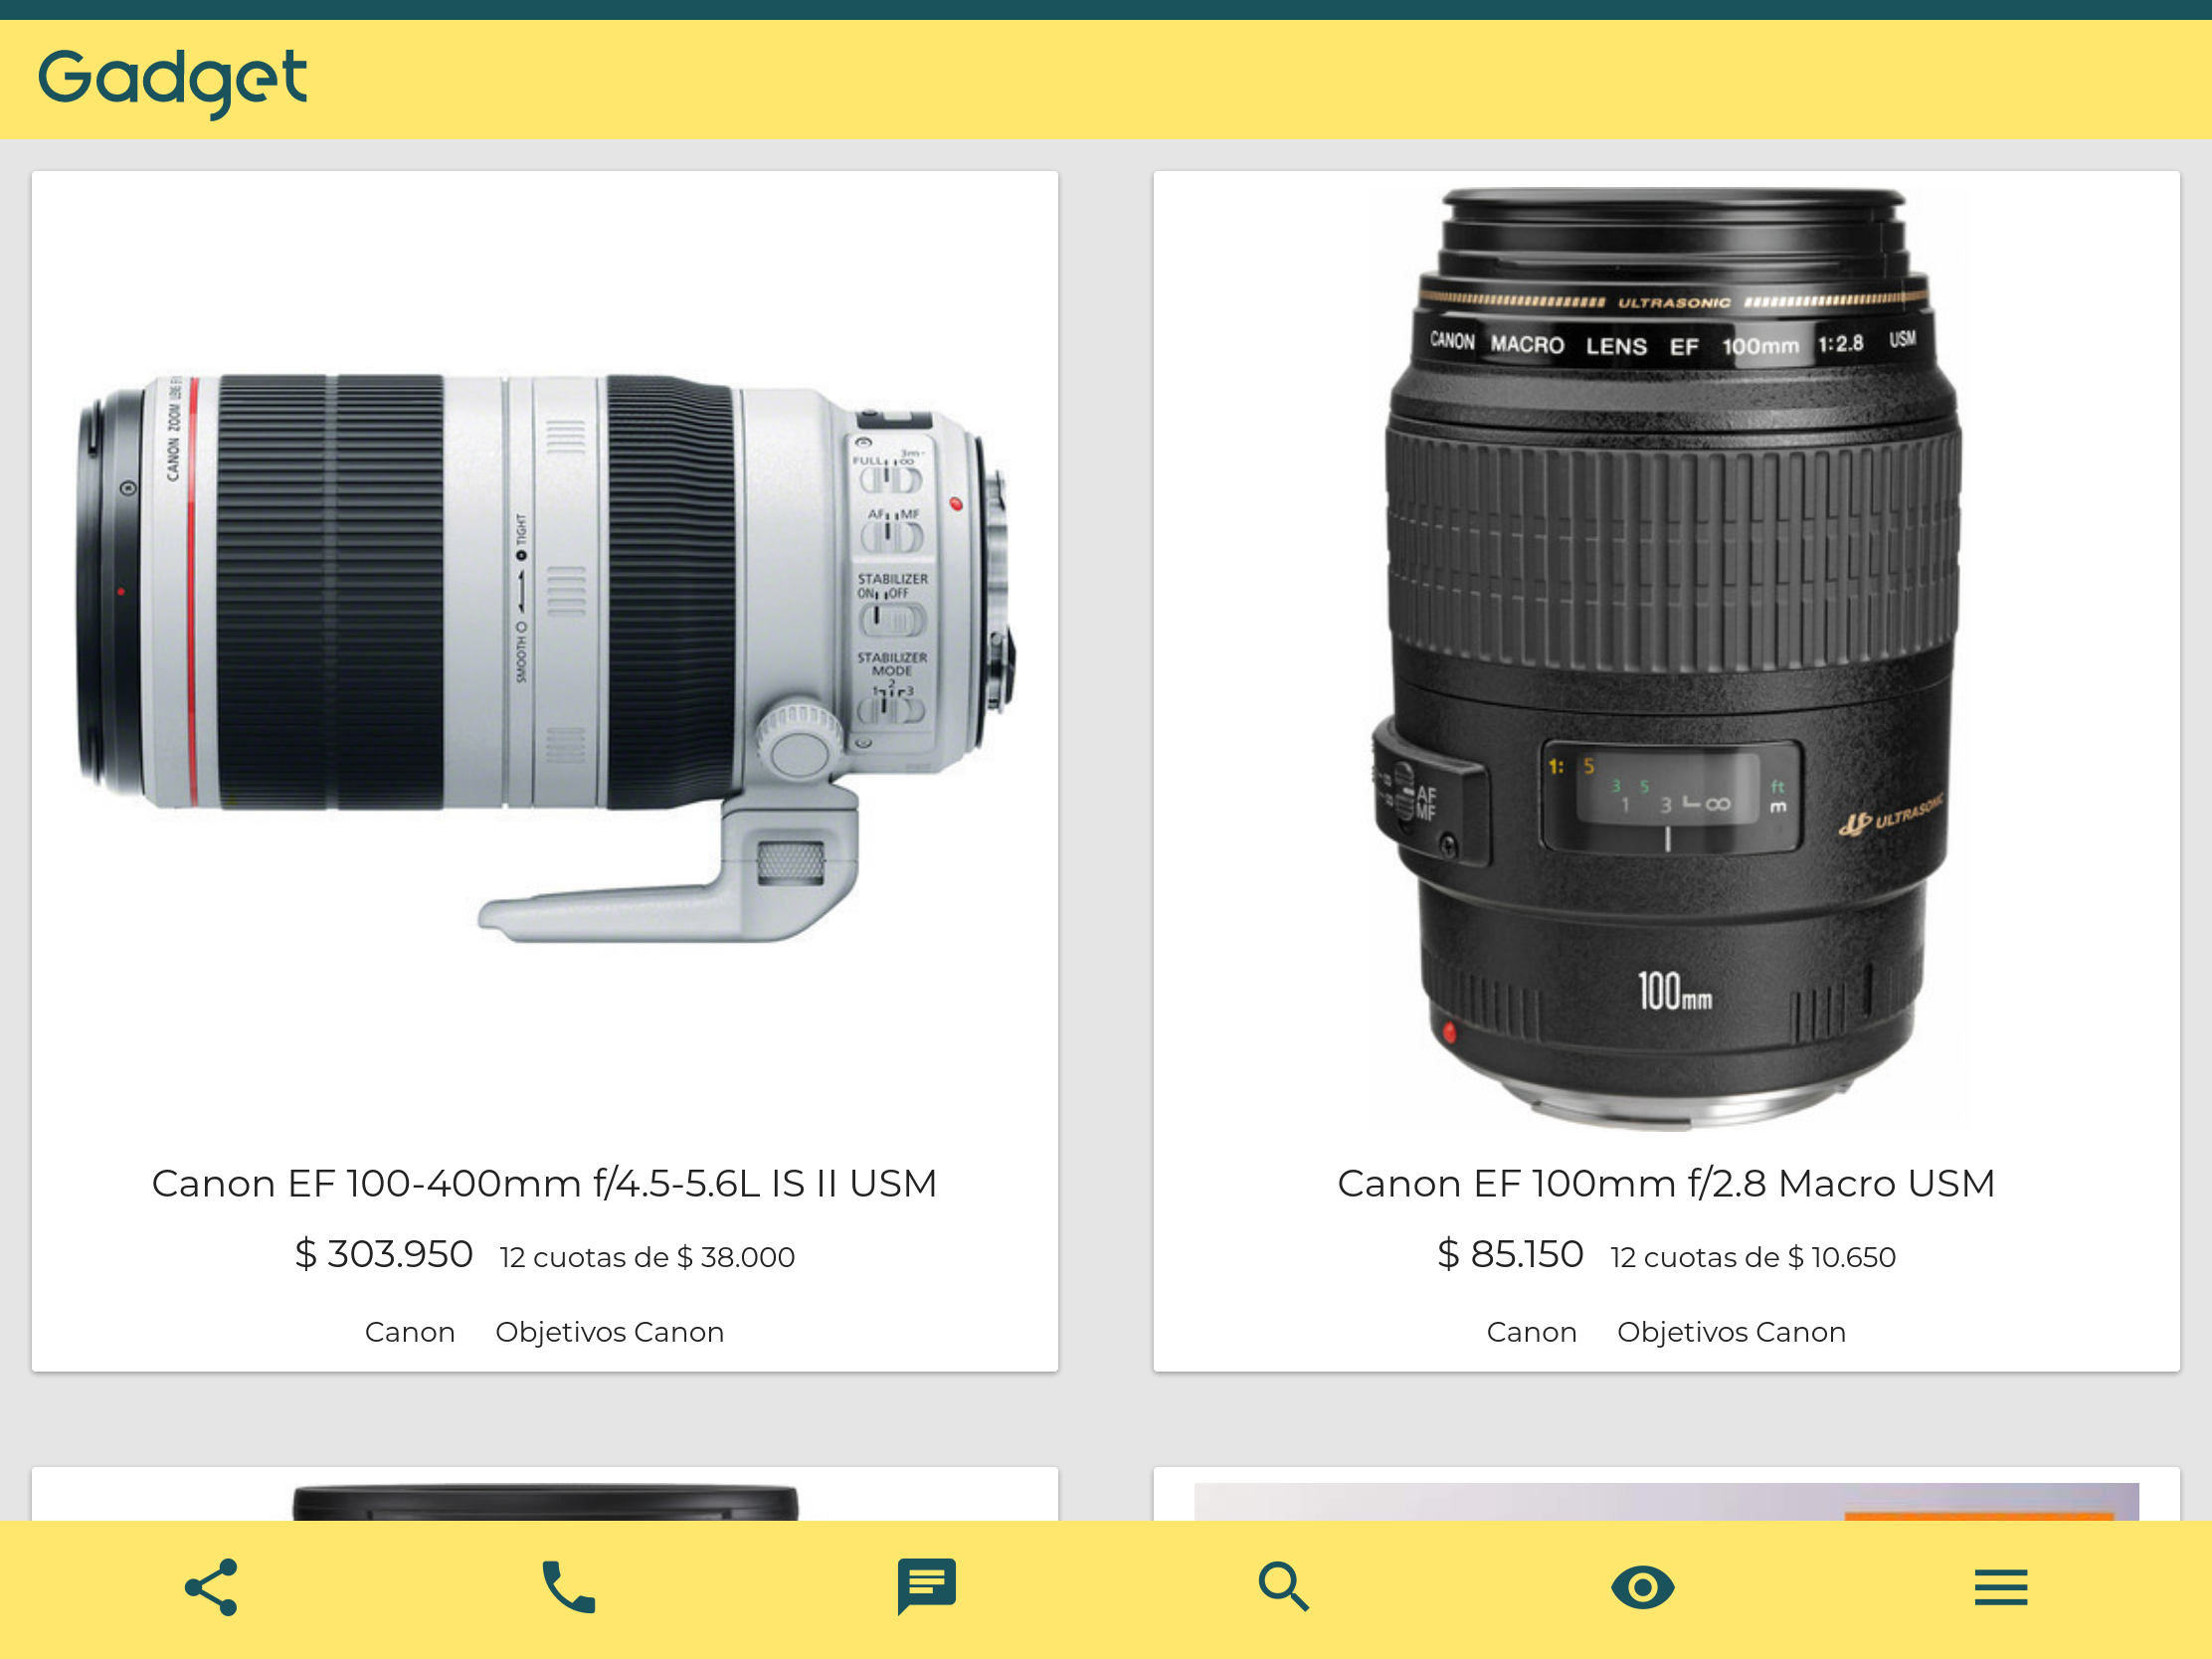 Gadget
CANON ZOOM LENS EF
FULL
3m-∞
AF MF
STABILIZER
ON OFF
STABILIZER
MODE
1 2 3
SMOOTH TIGHT
ULTRASONIC
CANON MACRO LENS EF 100mm 1:2.8 USM
1: 5
3 5 ft
1 3 L ∞ m
AF
MF
ULTRASONIC
100mm
Canon EF 100-400mm f/4.5-5.6L IS II USM
$ 303.950 12 cuotas de $ 38.000
Canon Objetivos Canon
Canon EF 100mm f/2.8 Macro USM
$ 85.150 12 cuotas de $ 10.650
Canon Objetivos Canon